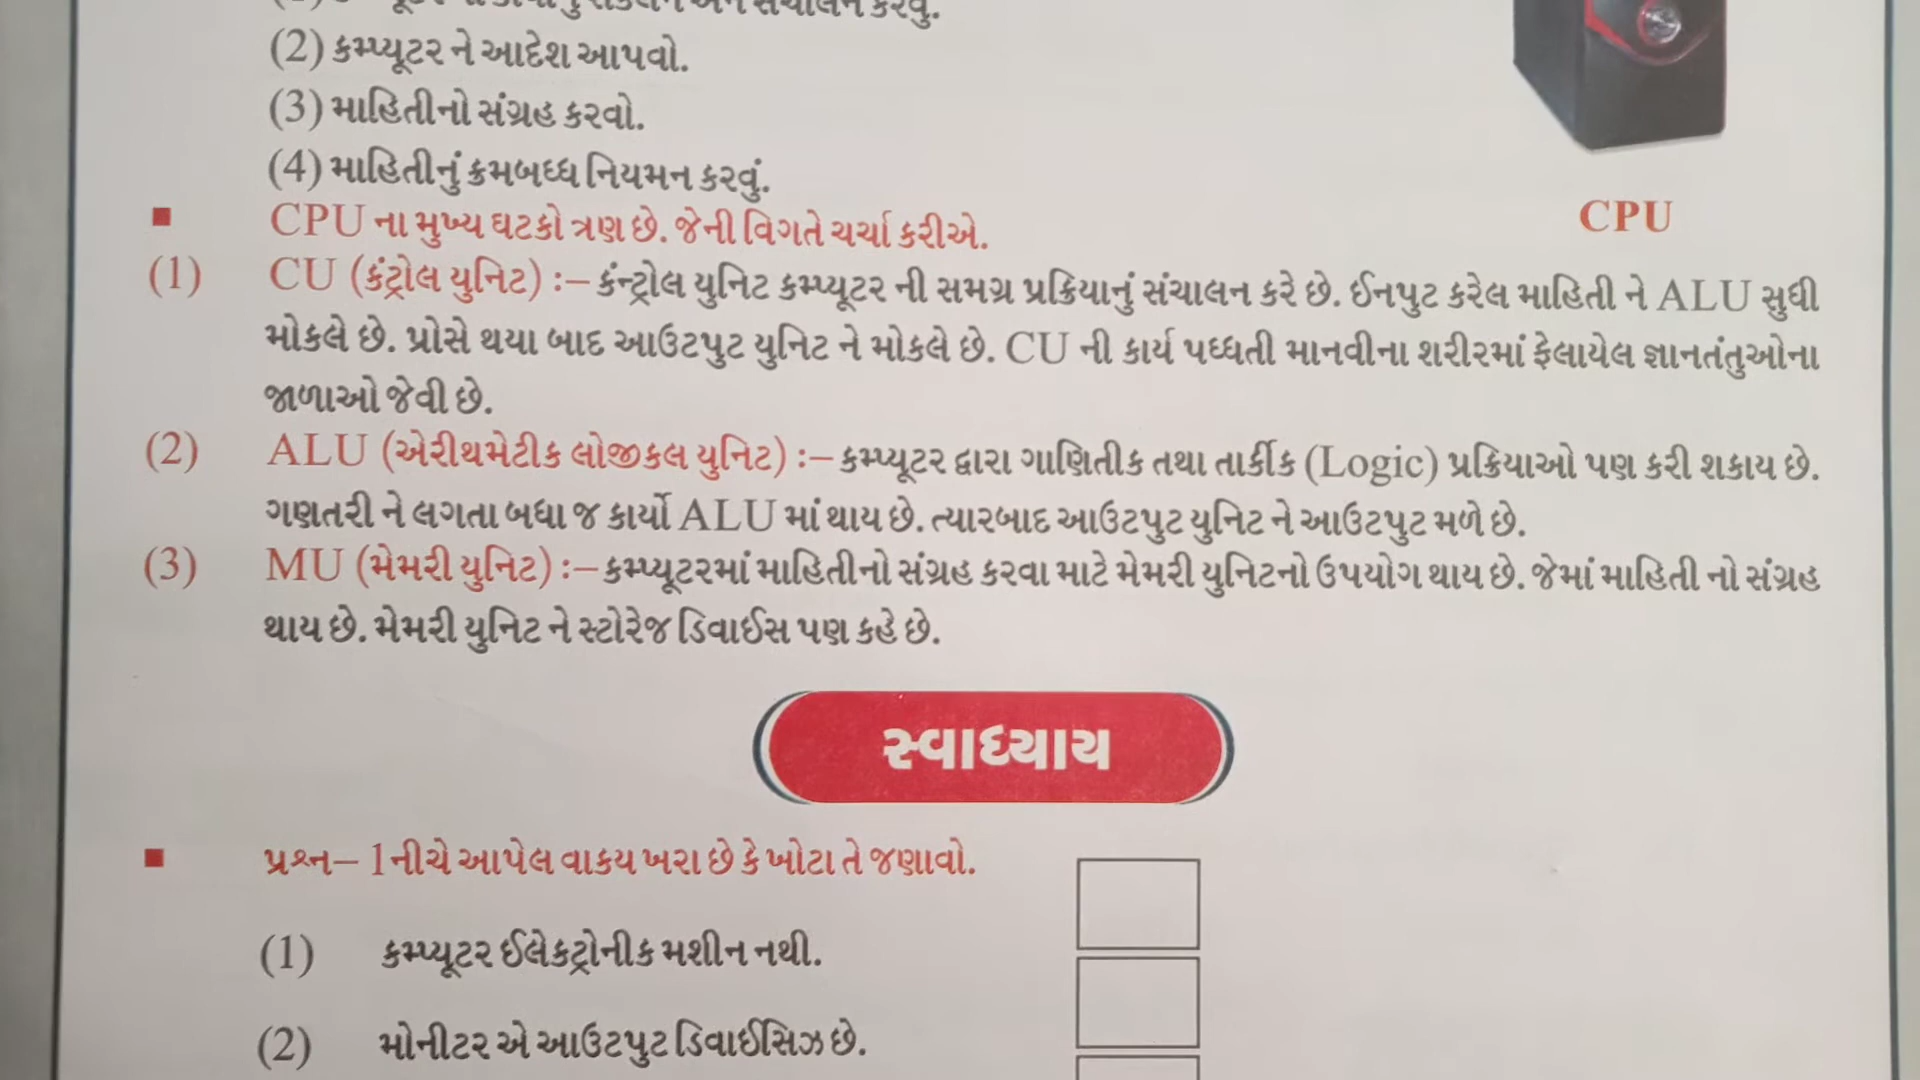 સંચાલન કરવું.
(2) કમ્પ્યૂટર ને આદેશ આપવો.
(3) માહિતીનો સંગ્રહ કરવો.
(4) માહિતીનું ક્રમબધ્ધ નિયમન કરવું.
■ CPU ના મુખ્ય ઘટકો ત્રણ છે. જેની વિગતે ચર્ચા કરીએ.
CPU
(1) CU (કંટ્રોલ યુનિટ) :– કંન્ટ્રોલ યુનિટ કમ્પ્યૂટર ની સમગ્ર પ્રક્રિયાનું સંચાલન કરે છે. ઈનપુટ કરેલ માહિતી ને ALU સુધી
મોકલે છે. પ્રોસે થયા બાદ આઉટપુટ યુનિટ ને મોકલે છે. CU ની કાર્ય પધ્ધતી માનવીના શરીરમાં ફેલાયેલ જ્ઞાનતંતુઓના
જાળાઓ જેવી છે.
(2) ALU (એરીથમેટીક લોજીકલ યુનિટ) :– કમ્પ્યૂટર દ્વારા ગાણિતીક તથા તાર્કીક (Logic) પ્રક્રિયાઓ પણ કરી શકાય છે.
ગણતરી ને લગતા બધા જ કાર્યો ALU માં થાય છે. ત્યારબાદ આઉટપુટ યુનિટ ને આઉટપુટ મળે છે.
(3) MU (મેમરી યુનિટ) :– કમ્પ્યૂટરમાં માહિતીનો સંગ્રહ કરવા માટે મેમરી યુનિટનો ઉપયોગ થાય છે. જેમાં માહિતી નો સંગ્રહ
થાય છે. મેમરી યુનિટ ને સ્ટોરેજ ડિવાઈસ પણ કહે છે.
સ્વાધ્યાય
■ પ્રશ્ન– 1 નીચે આપેલ વાકય ખરા છે કે ખોટા તે જણાવો.
(1) કમ્પ્યૂટર ઈલેકટ્રોનીક મશીન નથી.
(2) મોનીટર એ આઉટપુટ ડિવાઈસિઝ છે.